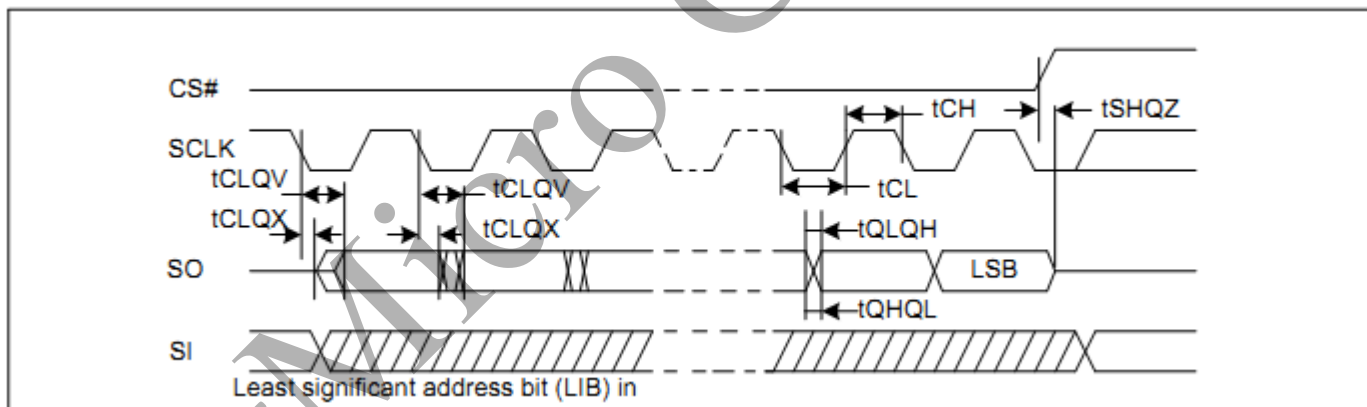 CS#
tCH
tSHQZ
SCLK
tCLQV
tCLQV
tCL
tCLQX
tCLQX
tQLQH
SO
LSB
tQHQL
SI
Least significant address bit (LIB) in
Micro